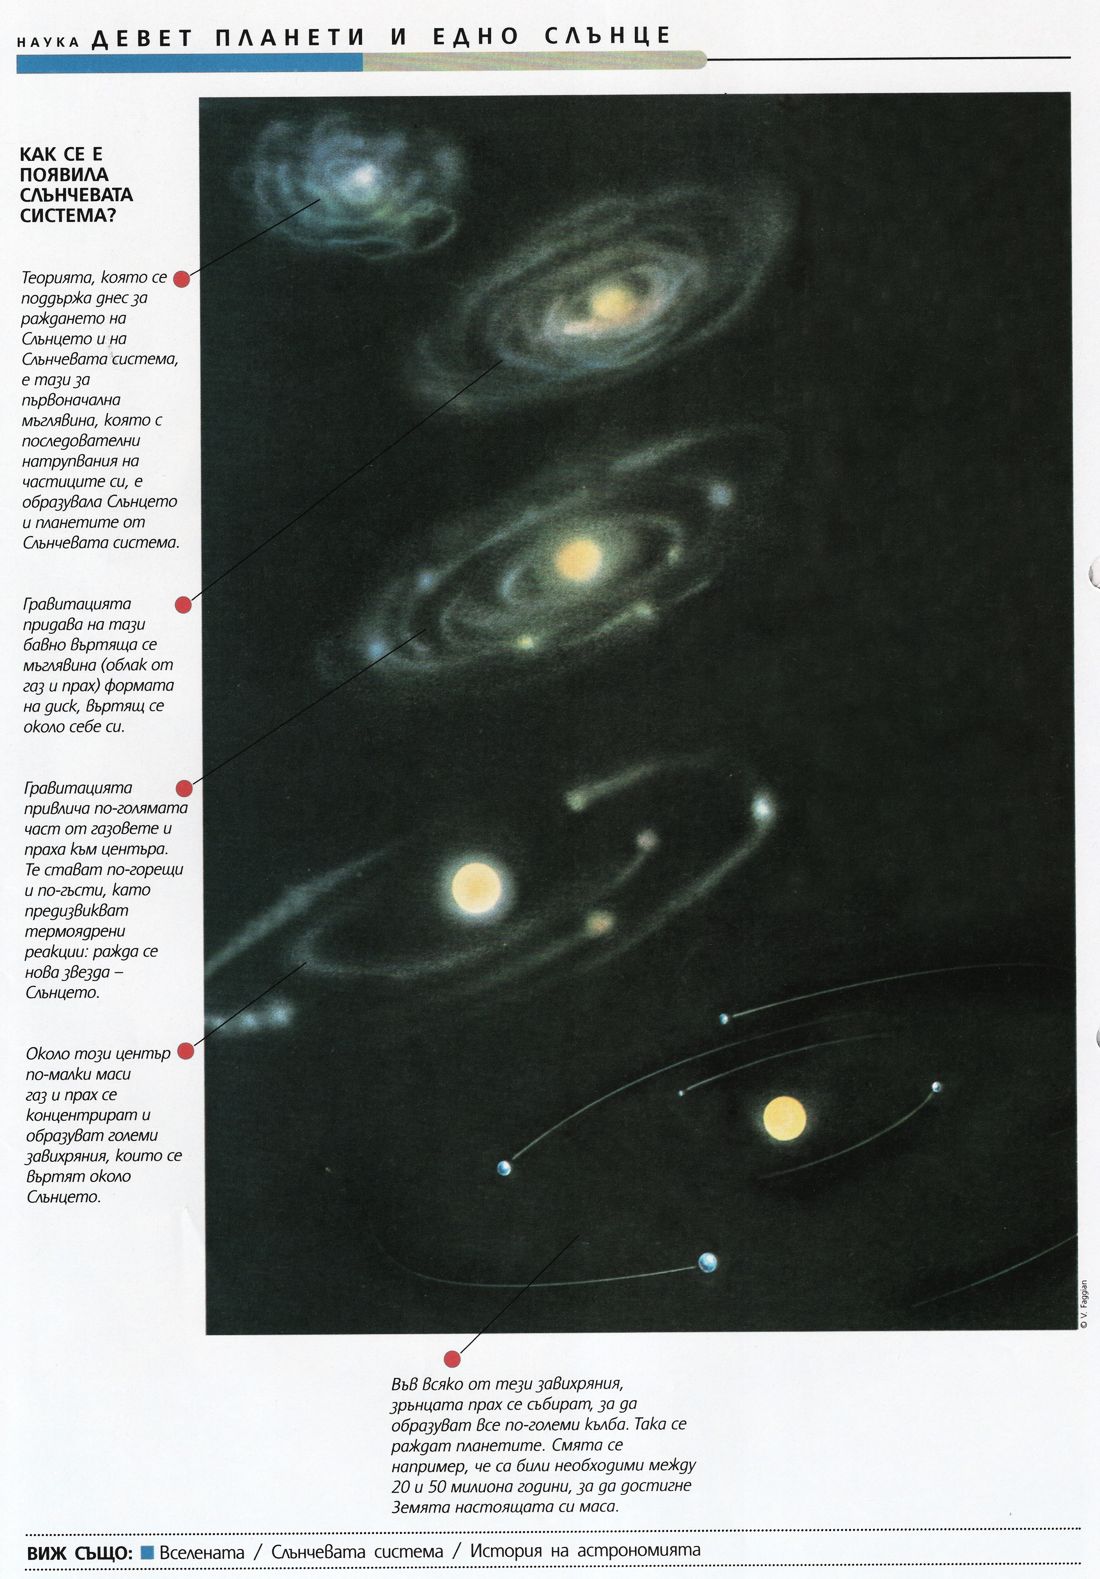 НАУКА ДЕВЕТ ПЛАНЕТИ И ЕДНО СЛЪНЦЕ
КАК СЕ Е
ПОЯВИЛА
СЛЪНЧЕВАТА
СИСТЕМА?
Теорията, която се
поддържа днес за
раждането на
Слънцето и на
Слънчевата система,
е тази за
първоначална
мъглявина, която с
последователни
натрупвания на
частиците си, е
образувала Слънцето
и планетите от
Слънчевата система.
Гравитацията
придава на тази
бавно въртяща се
мъглявина (облак от
газ и прах) формата
на диск, въртящ се
около себе си.
Гравитацията
привлича по-голямата
част от газовете и
праха към центъра.
Те стават по-горещи
и по-гъсти, като
предизвикват
термоядрени
реакции: ражда се
нова звезда –
Слънцето.
Около този център
по-малки маси
газ и прах се
концентрират и
образуват големи
завихряния, които се
въртят около
Слънцето.
© V. Faggian
Във всяко от тези завихряния,
зрънцата прах се събират, за да
образуват все по-големи кълба. Така се
раждат планетите. Смята се
например, че са били необходими между
20 и 50 милиона години, за да достигне
Земята настоящата си маса.
ВИЖ СЪЩО: Вселената / Слънчевата система / История на астрономията